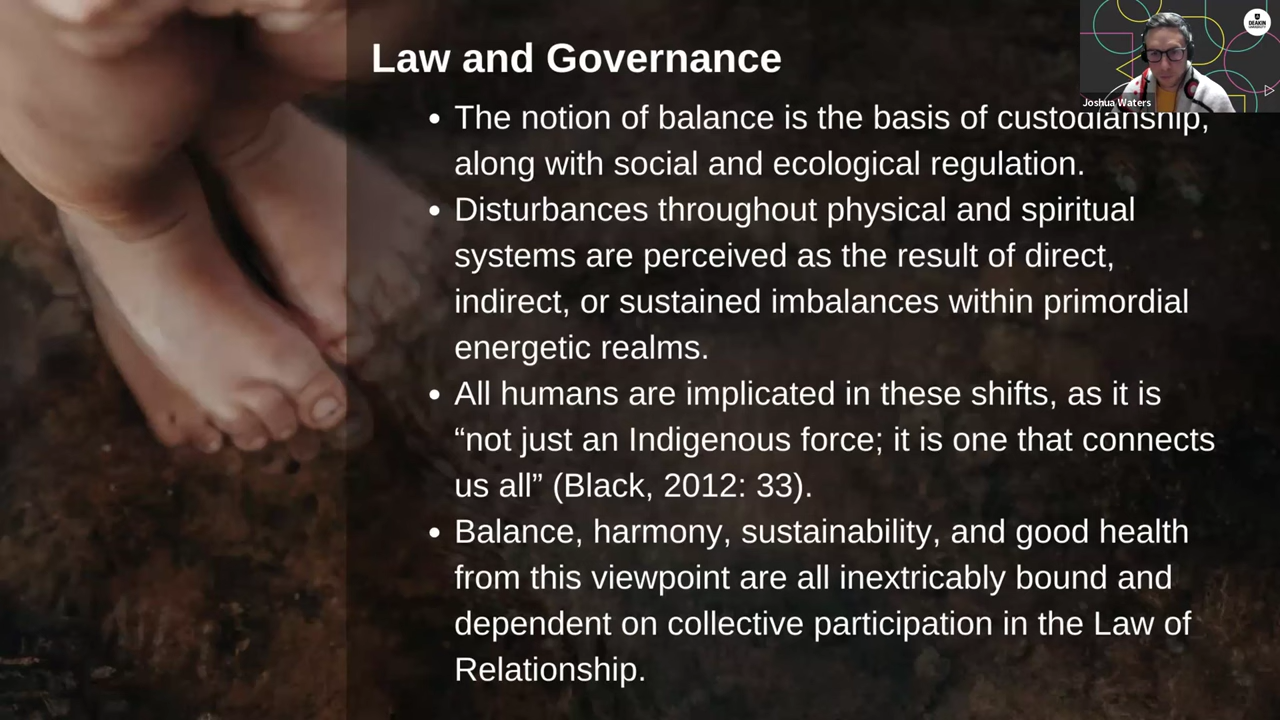 Law and Governance
• The notion of balance is the basis of custodianship,
along with social and ecological regulation.
• Disturbances throughout physical and spiritual
systems are perceived as the result of direct,
indirect, or sustained imbalances within primordial
energetic realms.
• All humans are implicated in these shifts, as it is
“not just an Indigenous force; it is one that connects
us all” (Black, 2012: 33).
• Balance, harmony, sustainability, and good health
from this viewpoint are all inextricably bound and
dependent on collective participation in the Law of
Relationship.
DEAKIN
UNIVERSITY
Joshua Waters